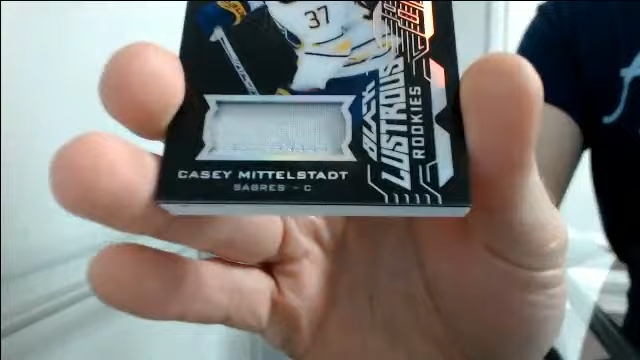 37
BLACK
LUSTROUS
ROOKIES
CASEY MITTELSTADT
SABRES - C